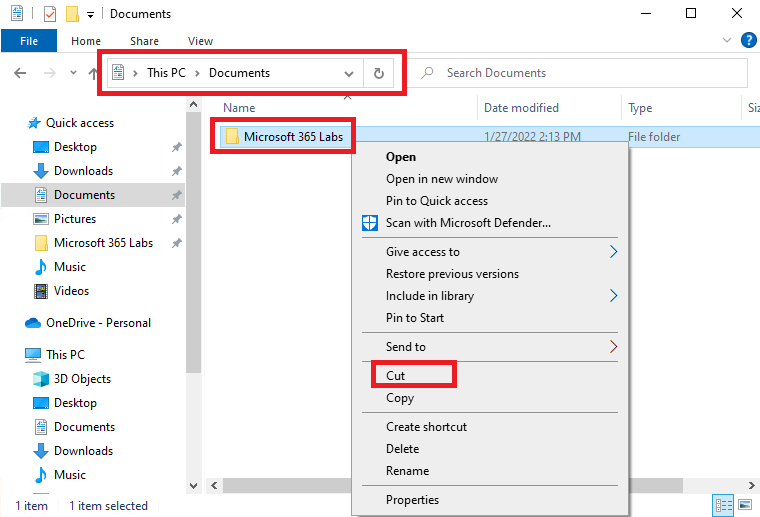 Documents
File Home Share View
This PC > Documents
Search Documents
Name Date modified Type Siz
Quick access
Desktop
Downloads
Documents
Pictures
Microsoft 365 Labs
Music
Videos
OneDrive - Personal
This PC
3D Objects
Desktop
Documents
Downloads
Music
Microsoft 365 Labs 1/27/2022 2:13 PM File folder
Open
Open in new window
Pin to Quick access
Scan with Microsoft Defender...
Give access to
Restore previous versions
Include in library
Pin to Start
Send to
Cut
Copy
Create shortcut
Delete
Rename
Properties
1 item 1 item selected